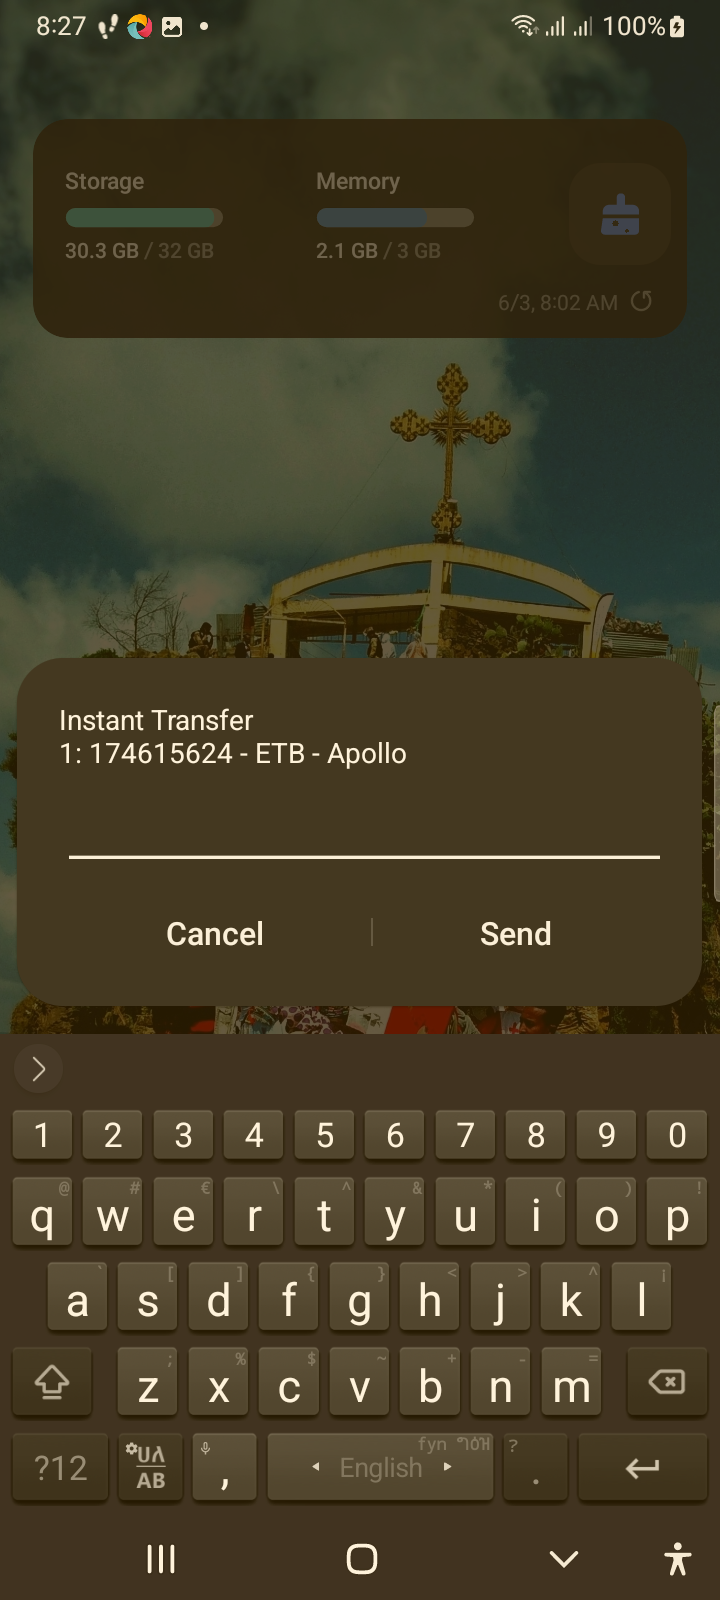 8:27 100%
Storage Memory
30.3 GB / 32 GB 2.1 GB / 3 GB
6/3, 8:02 AM
Instant Transfer
1: 174615624 - ETB - Apollo
Cancel Send
1 2 3 4 5 6 7 8 9 0
@ # € \ ^ & * ( ) !
q w e r t y u i o p
` [ ] { } < > ^ ¡
a s d f g h j k l
; % $ ~ + - =
z x c v b n m
fyn ?
?12 AB , English .